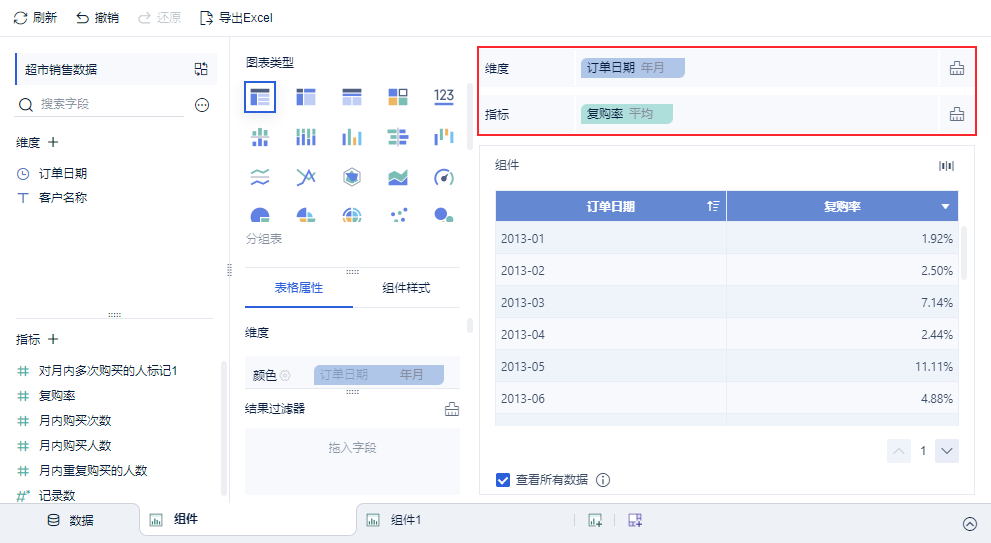 刷新 撤销 还原 导出Excel
超市销售数据
搜索字段
维度
订单日期
客户名称
指标
对月内多次购买的人标记1
复购率
月内购买次数
月内购买人数
月内重复购买的人数
记录数
图表类型
123
分组表
表格属性 组件样式
维度
颜色 订单日期 年月
结果过滤器
拖入字段
维度 订单日期 年月
指标 复购率 平均
组件
订单日期 复购率
2013-01 1.92%
2013-02 2.50%
2013-03 7.14%
2013-04 2.44%
2013-05 11.11%
2013-06 4.88%
1
查看所有数据
数据 组件 组件1